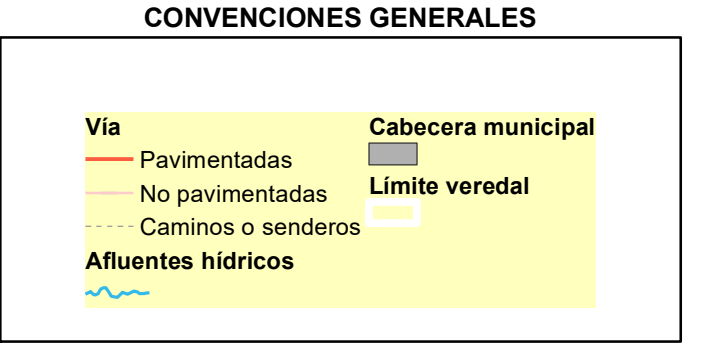 CONVENCIONES GENERALES
Vía
Pavimentadas
No pavimentadas
Caminos o senderos
Afluentes hídricos
Cabecera municipal
Límite veredal